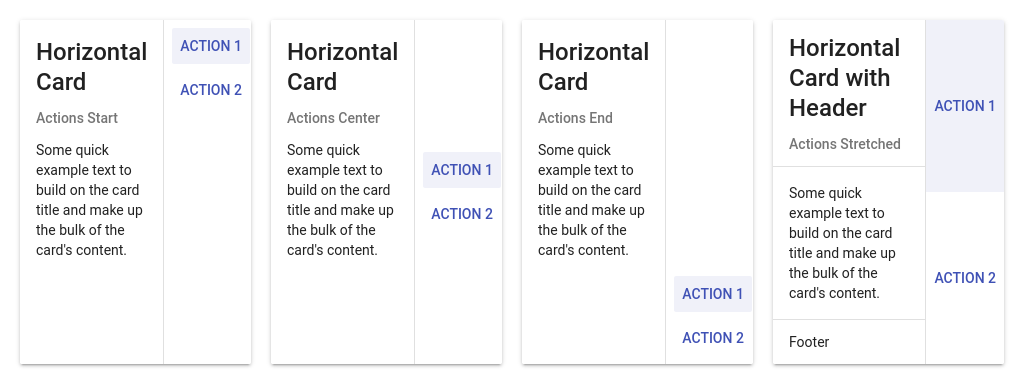 Horizontal
Card
Actions Start
Some quick
example text to
build on the card
title and make up
the bulk of the
card's content.
ACTION 1
ACTION 2
Horizontal
Card
Actions Center
Some quick
example text to
build on the card
title and make up
the bulk of the
card's content.
ACTION 1
ACTION 2
Horizontal
Card
Actions End
Some quick
example text to
build on the card
title and make up
the bulk of the
card's content.
ACTION 1
ACTION 2
Horizontal
Card with
Header
Actions Stretched
Some quick
example text to
build on the card
title and make up
the bulk of the
card's content.
Footer
ACTION 1
ACTION 2